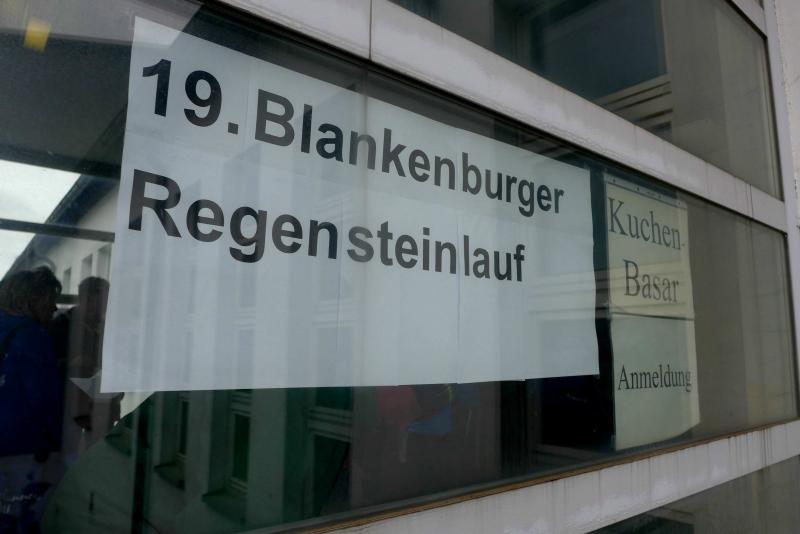 19. Blankenburger
Regensteinlauf
Kuchen-
Basar
Anmeldung